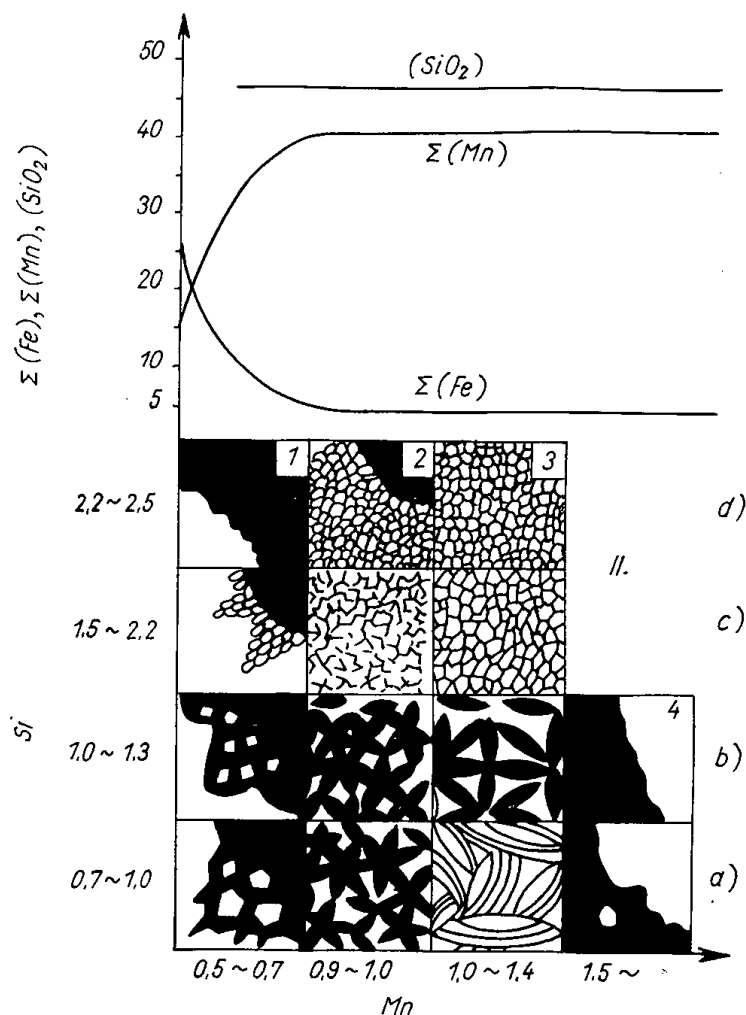 50
(SiO₂)
40
Σ(Mn)
30
20
10
Σ(Fe)
5
Σ(Fe), Σ(Mn), (SiO₂)
1
2
3
2,2~2,5
d)
II.
1.5~2,2
c)
4
Si
1.0~1.3
b)
0,7~1,0
a)
0,5~0,7 0,9~1,0 1,0~1,4 1.5~
Mn